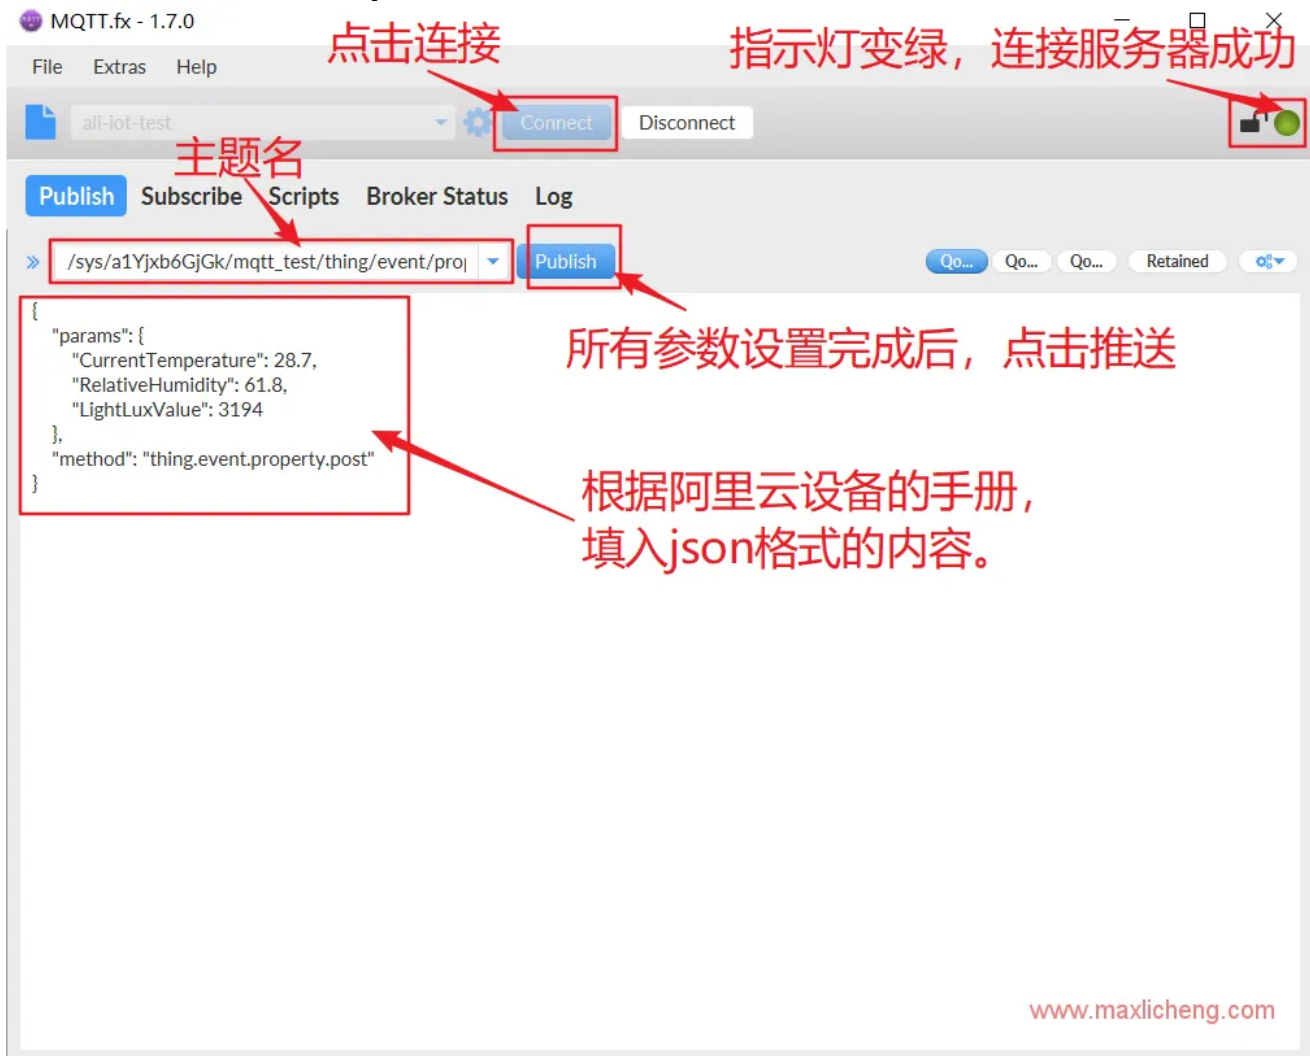 MQTT.fx - 1.7.0
点击连接
指示灯变绿，连接服务器成功
File Extras Help
ali-iot-test
Connect
Disconnect
主题名
Publish Subscribe Scripts Broker Status Log
/sys/a1Yjxb6GjGk/mqtt_test/thing/event/prop
Publish
Qo... Qo... Qo... Retained
{
"params": {
"CurrentTemperature": 28.7,
"RelativeHumidity": 61.8,
"LightLuxValue": 3194
},
"method": "thing.event.property.post"
}
所有参数设置完成后，点击推送
根据阿里云设备的手册，
填入json格式的内容。
www.maxlicheng.com